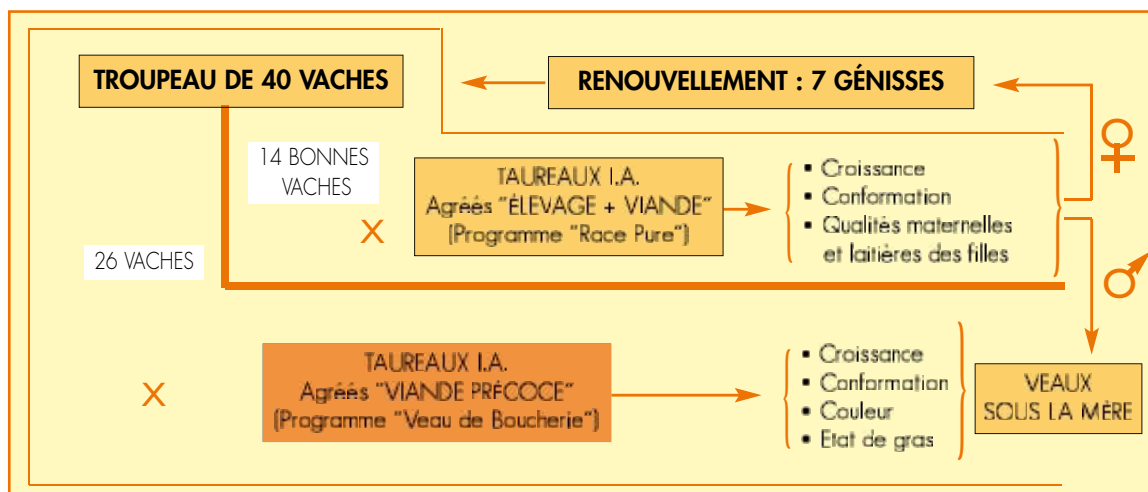 TROUPEAU DE 40 VACHES
RENOUVELLEMENT : 7 GÉNISSES
14 BONNES
VACHES
X
TAUREAUX I.A.
Agréés "ÉLEVAGE + VIANDE"
(Programme "Race Pure")
▪ Croissance
▪ Conformation
▪ Qualités maternelles
et laitières des filles
♀
26 VACHES
♂
X
TAUREAUX I.A.
Agréés "VIANDE PRÉCOCE"
(Programme "Veau de Boucherie")
▪ Croissance
▪ Conformation
▪ Couleur
▪ Etat de gras
VEAUX
SOUS LA MÈRE